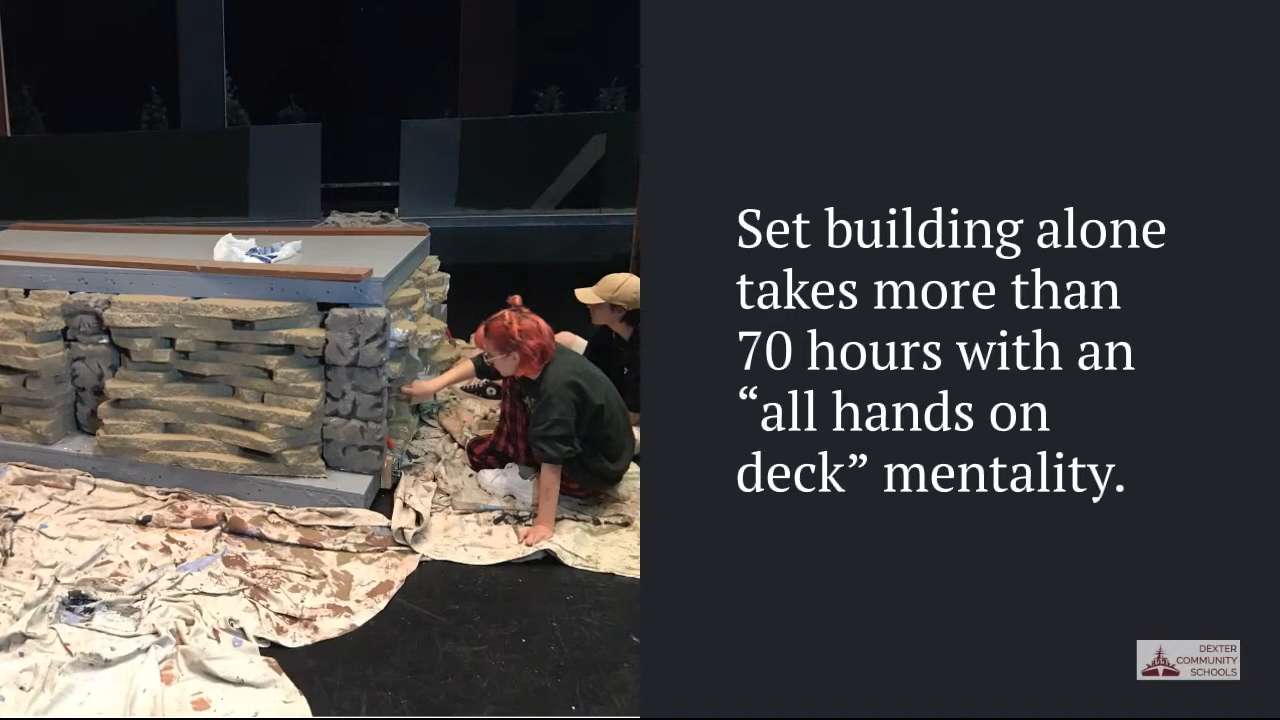 Set building alone
takes more than
70 hours with an
“all hands on
deck” mentality.
DEXTER
COMMUNITY
SCHOOLS